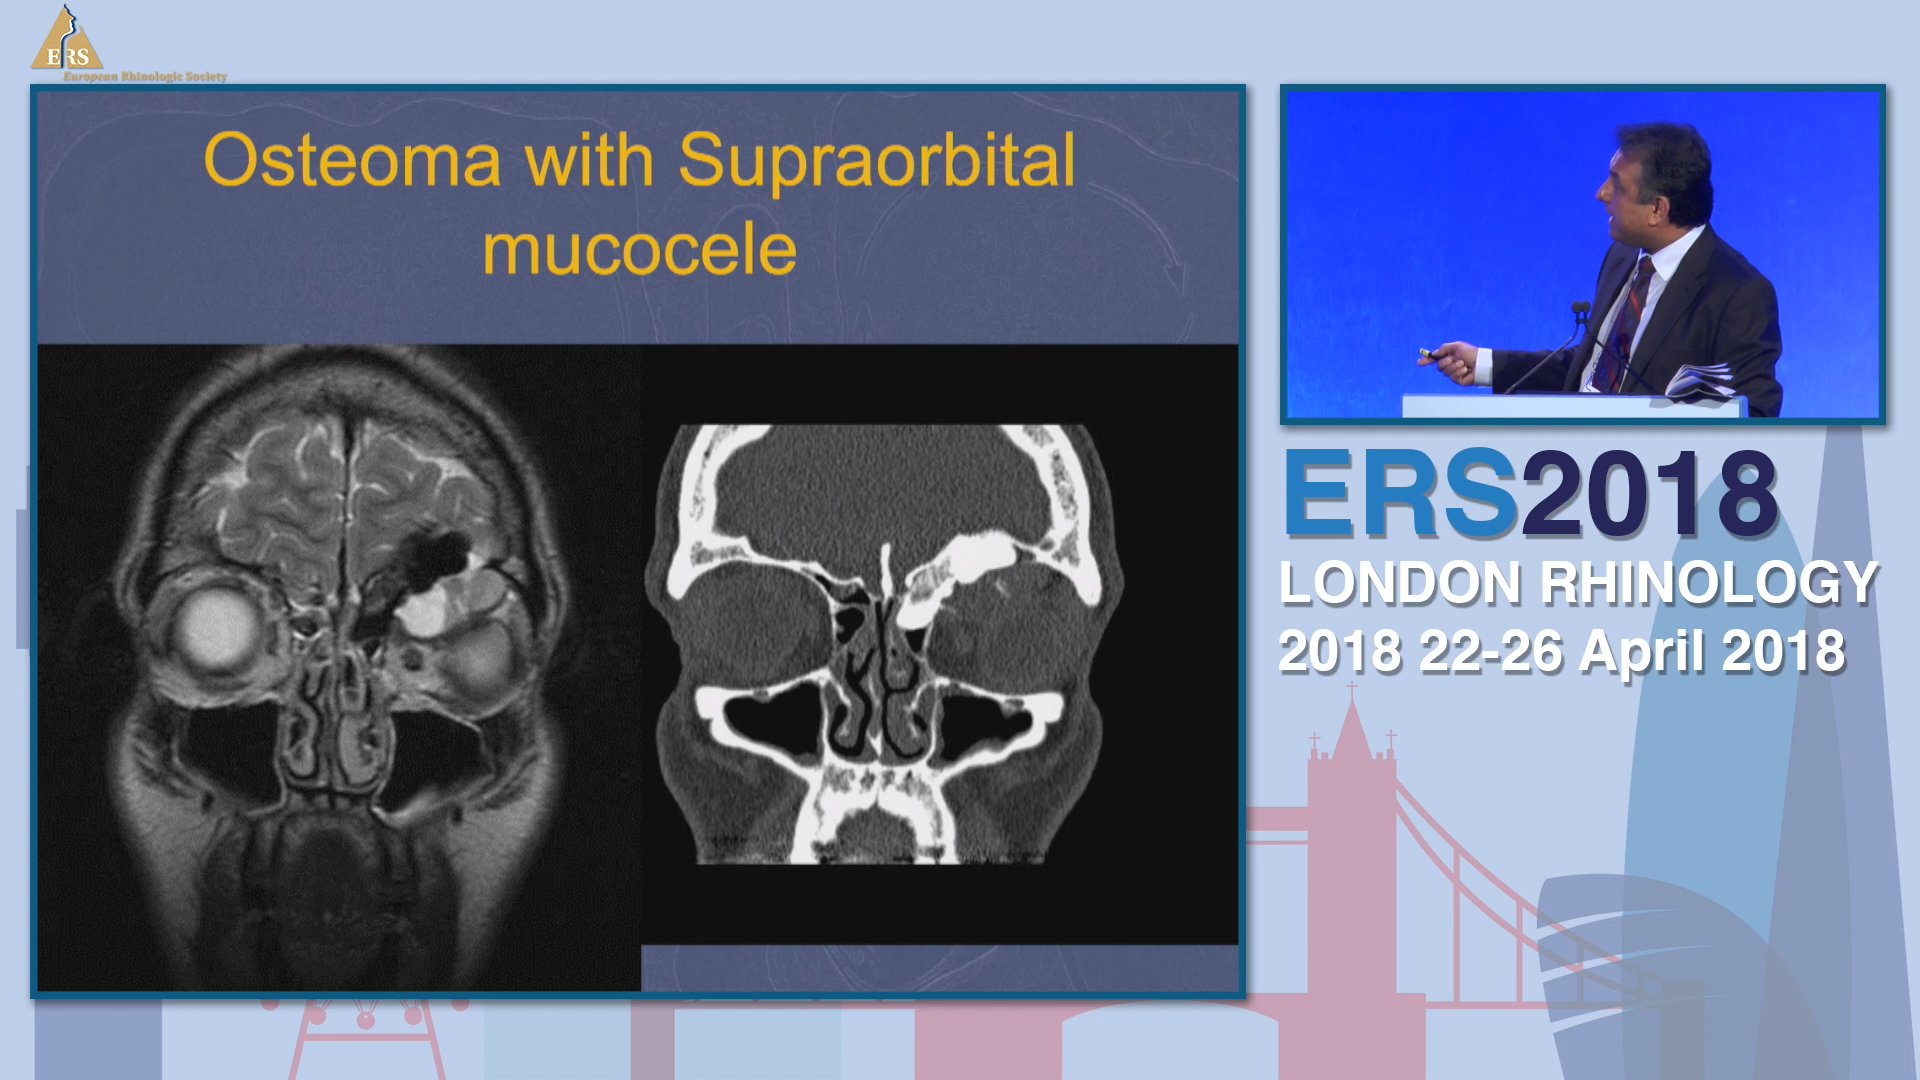 ERS
European Rhinologic Society
Osteoma with Supraorbital
mucocele
ERS2018
LONDON RHINOLOGY
2018 22-26 April 2018